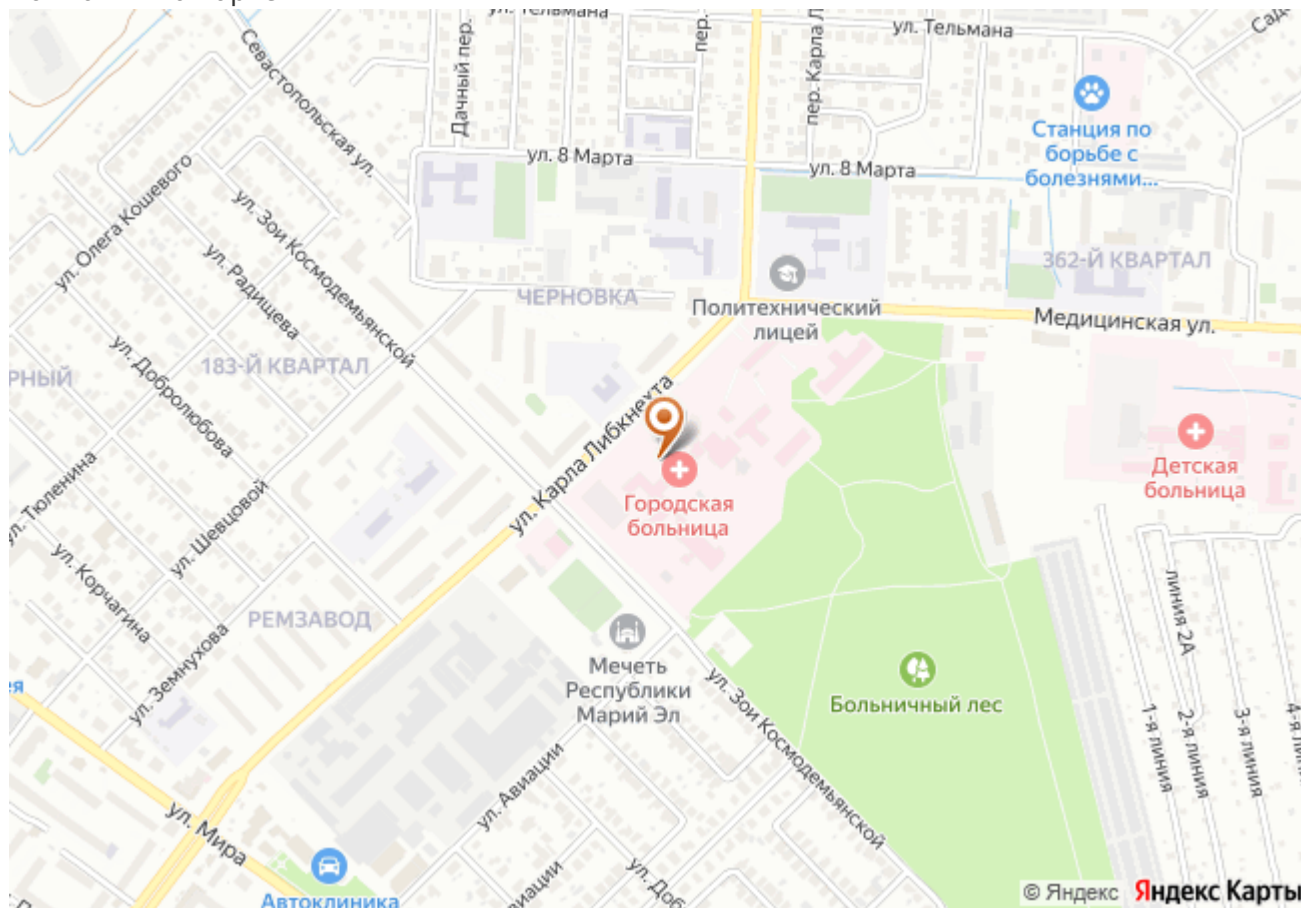 ул. Тельмана
ул. Тельмана
Севастопольская ул.
Дачный пер.
пер.
пер. Карла Л
Станция по
борьбе с
болезнями...
ул. 8 Марта
ул. 8 Марта
ул. Олега Кошевого
ул. Зои Космодемьянской
ул. Радищева
362-Й КВАРТАЛ
ЧЕРНОВКА
Политехнический
лицей
Медицинская ул.
183-Й КВАРТАЛ
РНЫЙ
ул. Добролюбова
ул. Карла Либкнехта
Городская
больница
Детская
больница
ул. Тюленина
ул. Шевцовой
ул. Корчагина
РЕМЗАВОД
ул. Земнухова
Мечеть
Республики
Марий Эл
ул. Зои Космодемьянской
Больничный лес
линия 2А
1-я линия
2-я линия
3-я линия
ул. Авиации
ул. Мира
Автоклиника
© Яндекс Яндекс Карты